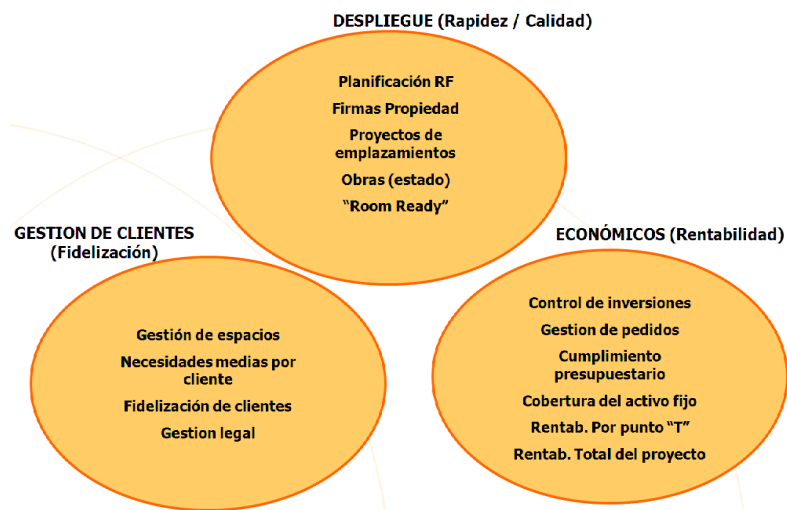 DESPLIEGUE (Rapidez / Calidad)
Planificación RF
Firmas Propiedad
Proyectos de
emplazamientos
Obras (estado)
“Room Ready”
GESTION DE CLIENTES
(Fidelización)
Gestión de espacios
Necesidades medias por
cliente
Fidelización de clientes
Gestion legal
ECONÓMICOS (Rentabilidad)
Control de inversiones
Gestion de pedidos
Cumplimiento
presupuestario
Cobertura del activo fijo
Rentab. Por punto “T”
Rentab. Total del proyecto